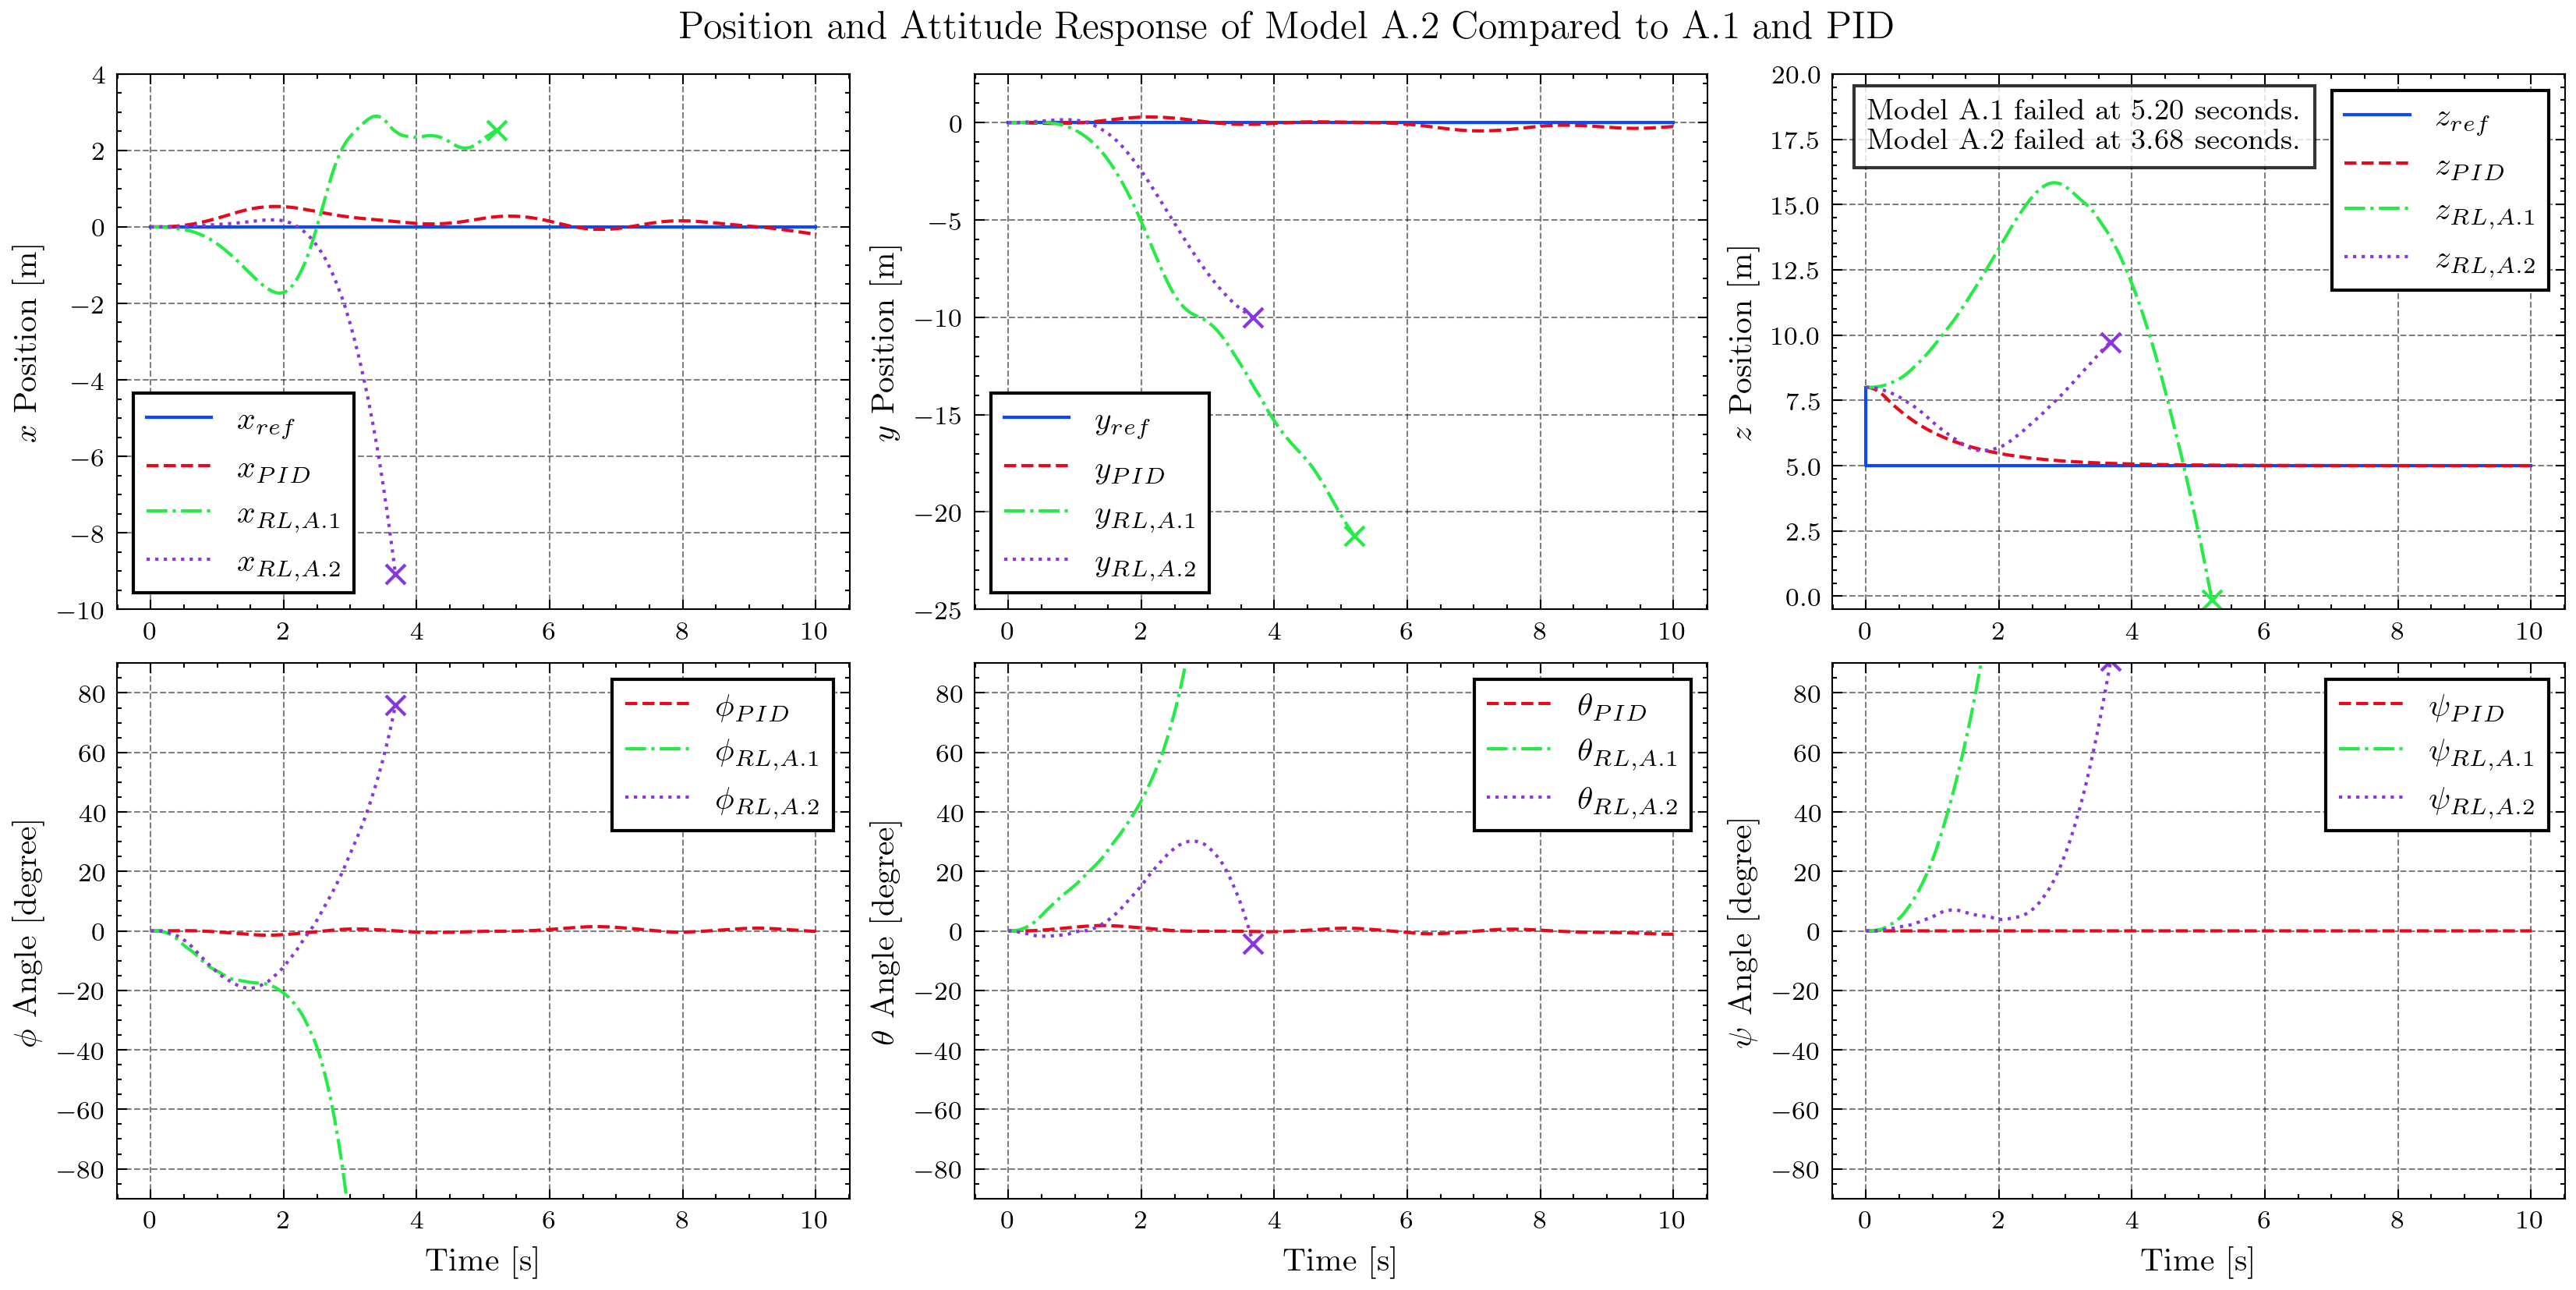 Position and Attitude Response of Model A.2 Compared to A.1 and PID
x Position [m]
4
2
0
−2
−4
−6
−8
−10
0 2 4 6 8 10
x_ref
x_PID
x_RL,A.1
x_RL,A.2
y Position [m]
0
−5
−10
−15
−20
−25
0 2 4 6 8 10
y_ref
y_PID
y_RL,A.1
y_RL,A.2
z Position [m]
20.0
17.5
15.0
12.5
10.0
7.5
5.0
2.5
0.0
0 2 4 6 8 10
Model A.1 failed at 5.20 seconds.
Model A.2 failed at 3.68 seconds.
z_ref
z_PID
z_RL,A.1
z_RL,A.2
ϕ Angle [degree]
80
60
40
20
0
−20
−40
−60
−80
0 2 4 6 8 10
Time [s]
ϕ_PID
ϕ_RL,A.1
ϕ_RL,A.2
θ Angle [degree]
80
60
40
20
0
−20
−40
−60
−80
0 2 4 6 8 10
Time [s]
θ_PID
θ_RL,A.1
θ_RL,A.2
ψ Angle [degree]
80
60
40
20
0
−20
−40
−60
−80
0 2 4 6 8 10
Time [s]
ψ_PID
ψ_RL,A.1
ψ_RL,A.2